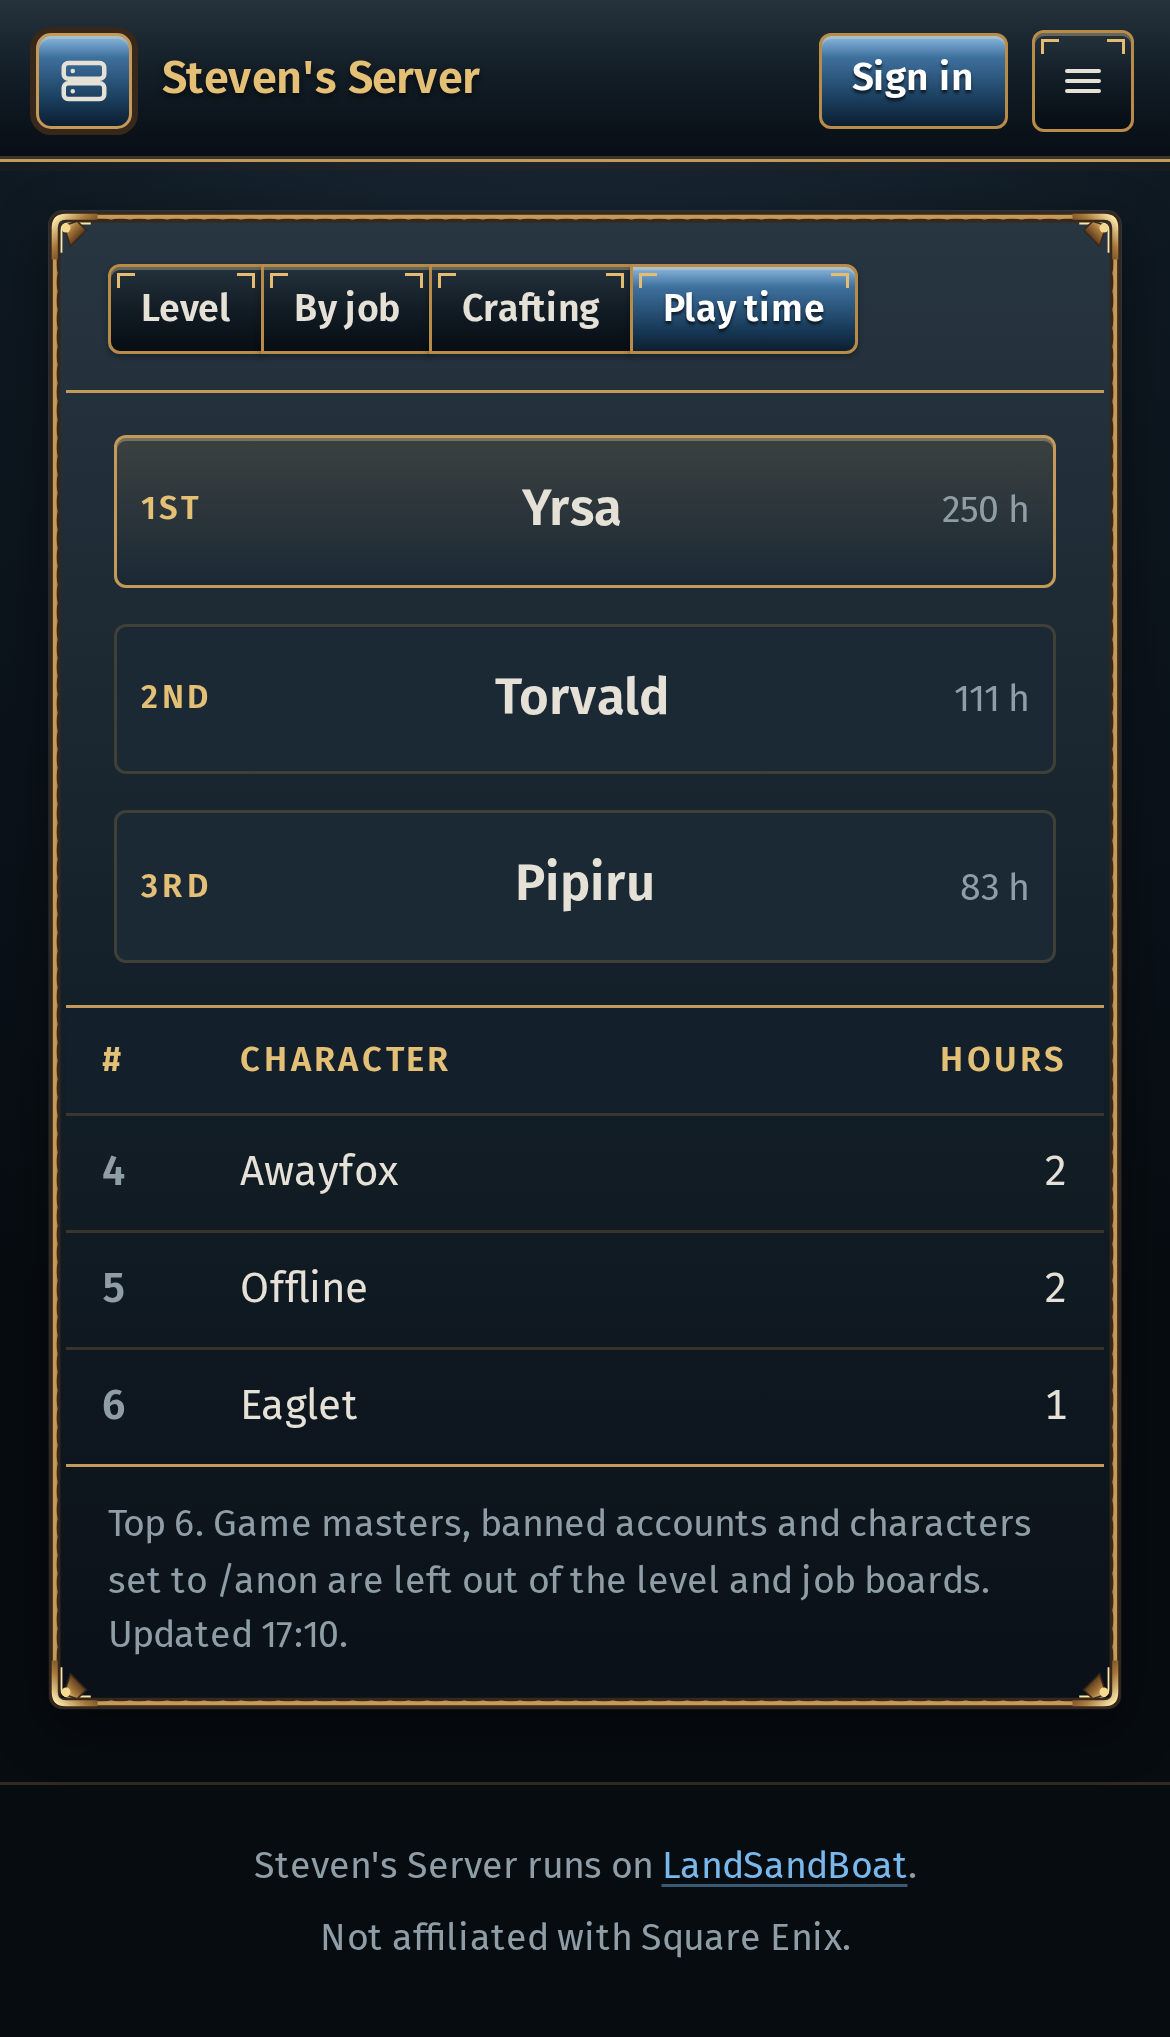 Steven's Server
Sign in
Level By job Crafting Play time
1ST Yrsa 250 h
2ND Torvald 111 h
3RD Pipiru 83 h
# CHARACTER HOURS
4 Awayfox 2
5 Offline 2
6 Eaglet 1
Top 6. Game masters, banned accounts and characters
set to /anon are left out of the level and job boards.
Updated 17:10.
Steven's Server runs on LandSandBoat.
Not affiliated with Square Enix.